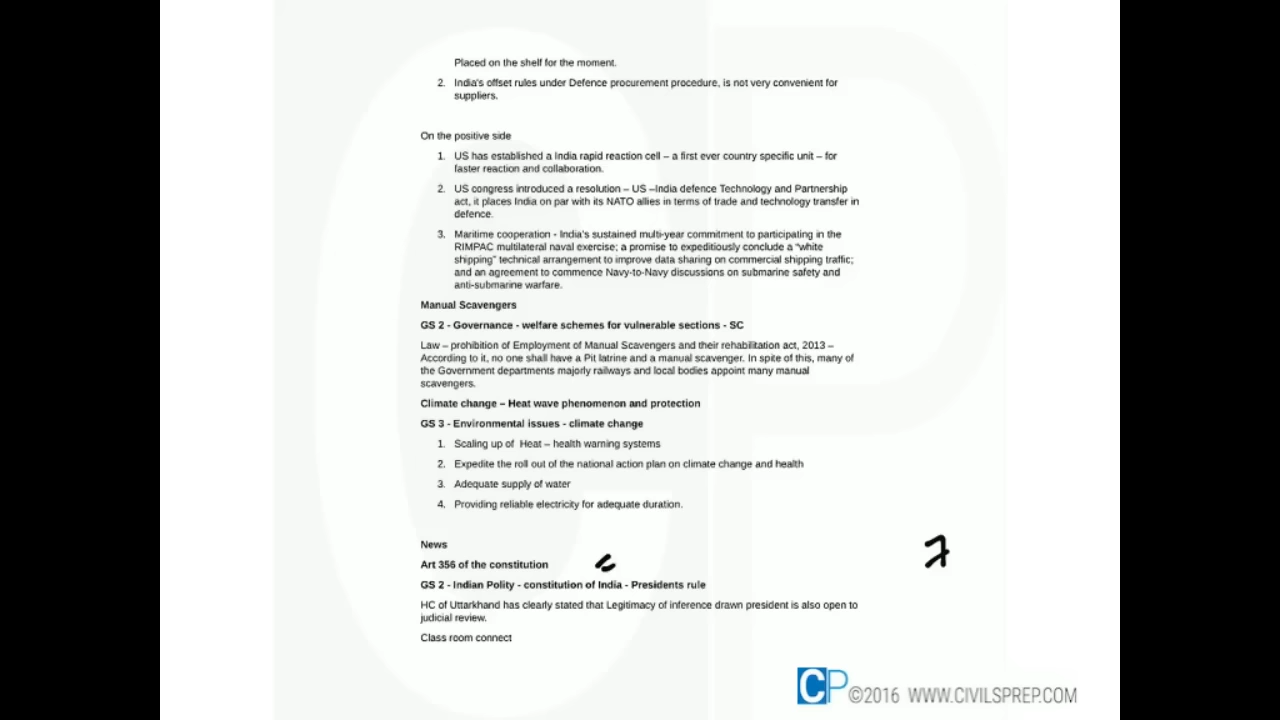 Placed on the shelf for the moment.
2. India's offset rules under Defence procurement procedure, is not very convenient for
suppliers.
On the positive side
1. US has established a India rapid reaction cell – a first ever country specific unit – for
faster reaction and collaboration.
2. US congress introduced a resolution – US –India defence Technology and Partnership
act, it places India on par with its NATO allies in terms of trade and technology transfer in
defence.
3. Maritime cooperation - India's sustained multi-year commitment to participating in the
RIMPAC multilateral naval exercise; a promise to expeditiously conclude a "white
shipping" technical arrangement to improve data sharing on commercial shipping traffic;
and an agreement to commence Navy-to-Navy discussions on submarine safety and
anti-submarine warfare.
Manual Scavengers
GS 2 - Governance - welfare schemes for vulnerable sections - SC
Law – prohibition of Employment of Manual Scavengers and their rehabilitation act, 2013 –
According to it, no one shall have a Pit latrine and a manual scavenger. In spite of this, many of
the Government departments majorly railways and local bodies appoint many manual
scavengers.
Climate change – Heat wave phenomenon and protection
GS 3 - Environmental issues - climate change
1. Scaling up of Heat – health warning systems
2. Expedite the roll out of the national action plan on climate change and health
3. Adequate supply of water
4. Providing reliable electricity for adequate duration.
News
Art 356 of the constitution
GS 2 - Indian Polity - constitution of India - Presidents rule
HC of Uttarkhand has clearly stated that Legitimacy of inference drawn president is also open to
judicial review.
Class room connect
CP ©2016 WWW.CIVILSPREP.COM